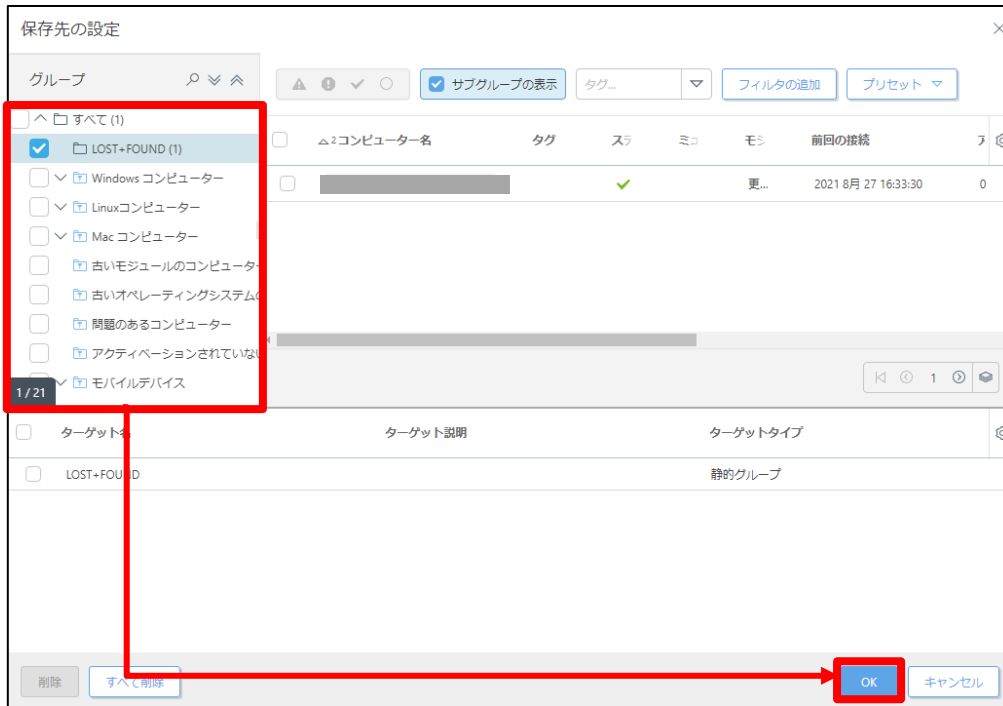 保存先の設定
グループ
サブグループの表示
タグ...
フィルタの追加
プリセット
すべて (1)
LOST+FOUND (1)
Windows コンピューター
Linuxコンピューター
Mac コンピューター
古いモジュールのコンピューター
古いオペレーティングシステムの
問題のあるコンピューター
アクティベーションされていない
モバイルデバイス
1 / 21
2コンピューター名 タグ ステ ミュ モジ 前回の接続
更... 2021 8月 27 16:33:30 0
1
ターゲット名 ターゲット説明 ターゲットタイプ
LOST+FOUND 静的グループ
削除 すべて削除 OK キャンセル